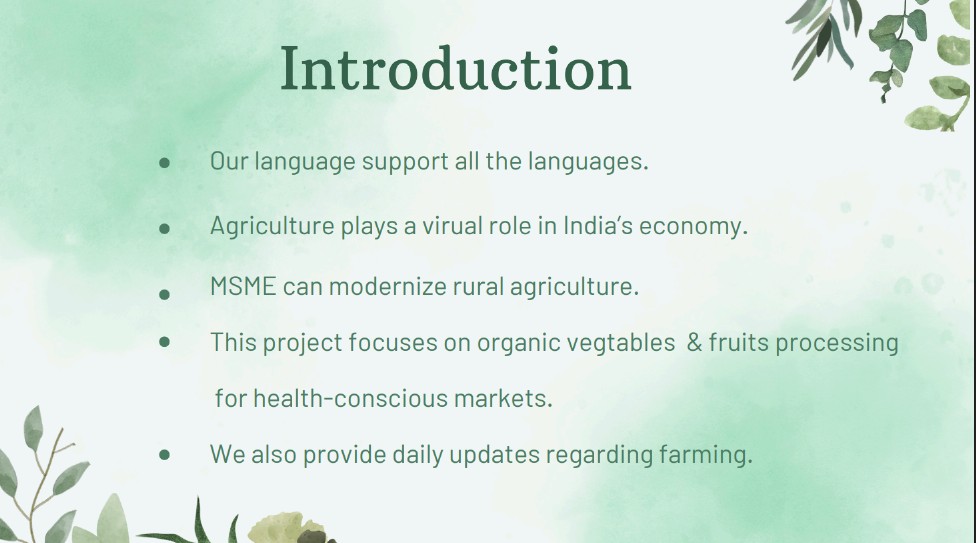 Introduction
• Our language support all the languages.
• Agriculture plays a virual role in India’s economy.
• MSME can modernize rural agriculture.
• This project focuses on organic vegtables & fruits processing
for health-conscious markets.
• We also provide daily updates regarding farming.